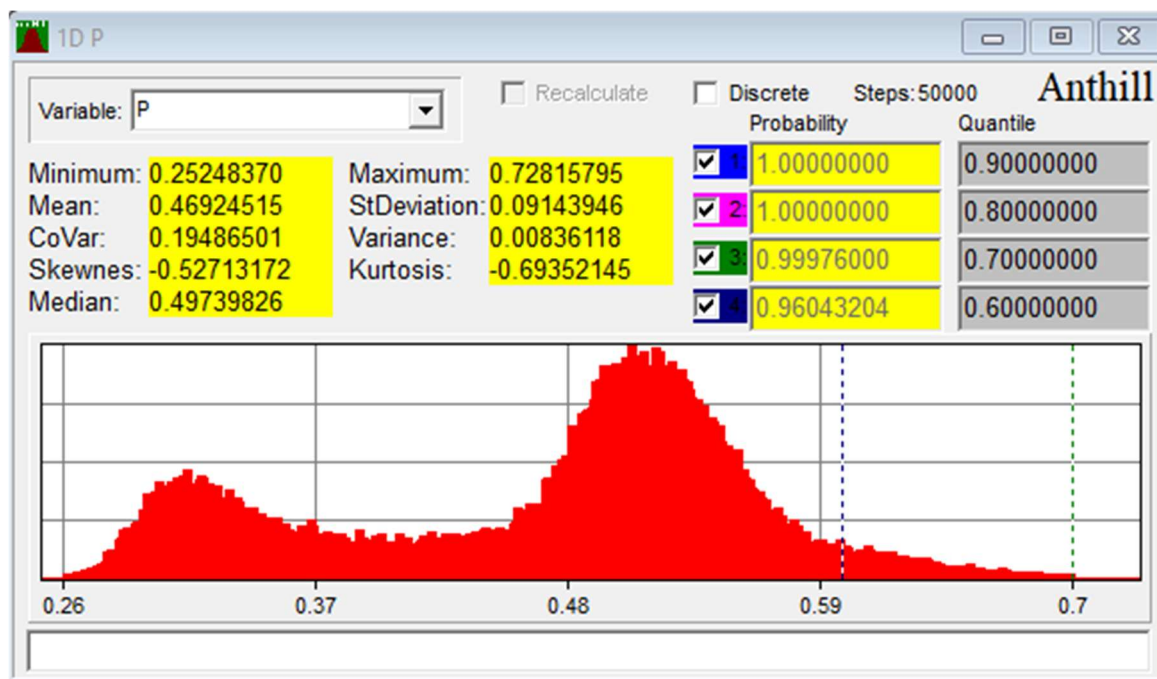 1D P
Variable: P
Recalculate
Discrete Steps:50000 Anthill
Probability Quantile
Minimum: 0.25248370 Maximum: 0.72815795 1 1.00000000 0.90000000
Mean: 0.46924515 StDeviation: 0.09143946 2: 1.00000000 0.80000000
CoVar: 0.19486501 Variance: 0.00836118
Skewnes: -0.52713172 Kurtosis: -0.69352145 3: 0.99976000 0.70000000
Median: 0.49739826 4 0.96043204 0.60000000
0.26 0.37 0.48 0.59 0.7